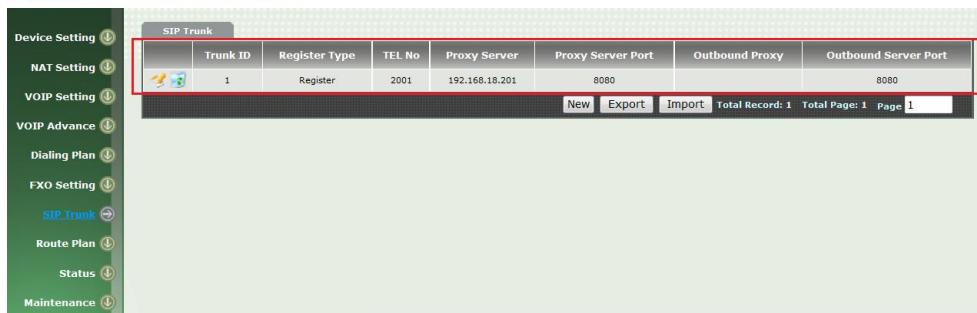 Device Setting
NAT Setting
VOIP Setting
VOIP Advance
Dialing Plan
FXO Setting
SIP Trunk
Route Plan
Status
Maintenance
SIP Trunk
Trunk ID Register Type TEL No Proxy Server Proxy Server Port Outbound Proxy Outbound Server Port
1 Register 2001 192.168.18.201 8080 8080
New Export Import Total Record: 1 Total Page: 1 Page 1